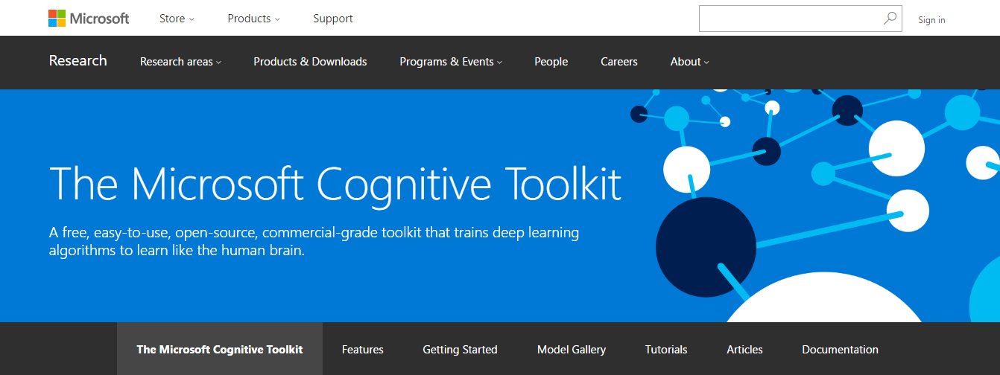 Microsoft Store Products Support Sign in
Research Research areas Products & Downloads Programs & Events People Careers About
The Microsoft Cognitive Toolkit
A free, easy-to-use, open-source, commercial-grade toolkit that trains deep learning
algorithms to learn like the human brain.
The Microsoft Cognitive Toolkit Features Getting Started Model Gallery Tutorials Articles Documentation